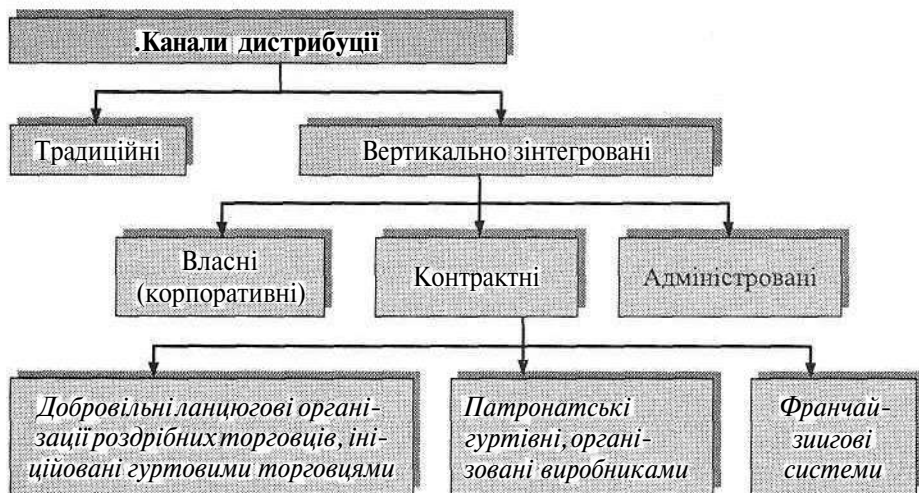 .Канали дистрибуції
Традиційні
Вертикально зінтегровані
Власні
(корпоративні)
Контрактні
Адміністровані
Добровільні ланцюгові органі-
зації роздрібних торговців, іні-
ційовані гуртовими торговцями
Патронатські
гуртівні, органі-
зовані виробниками
Франчай-
зиигові
системи